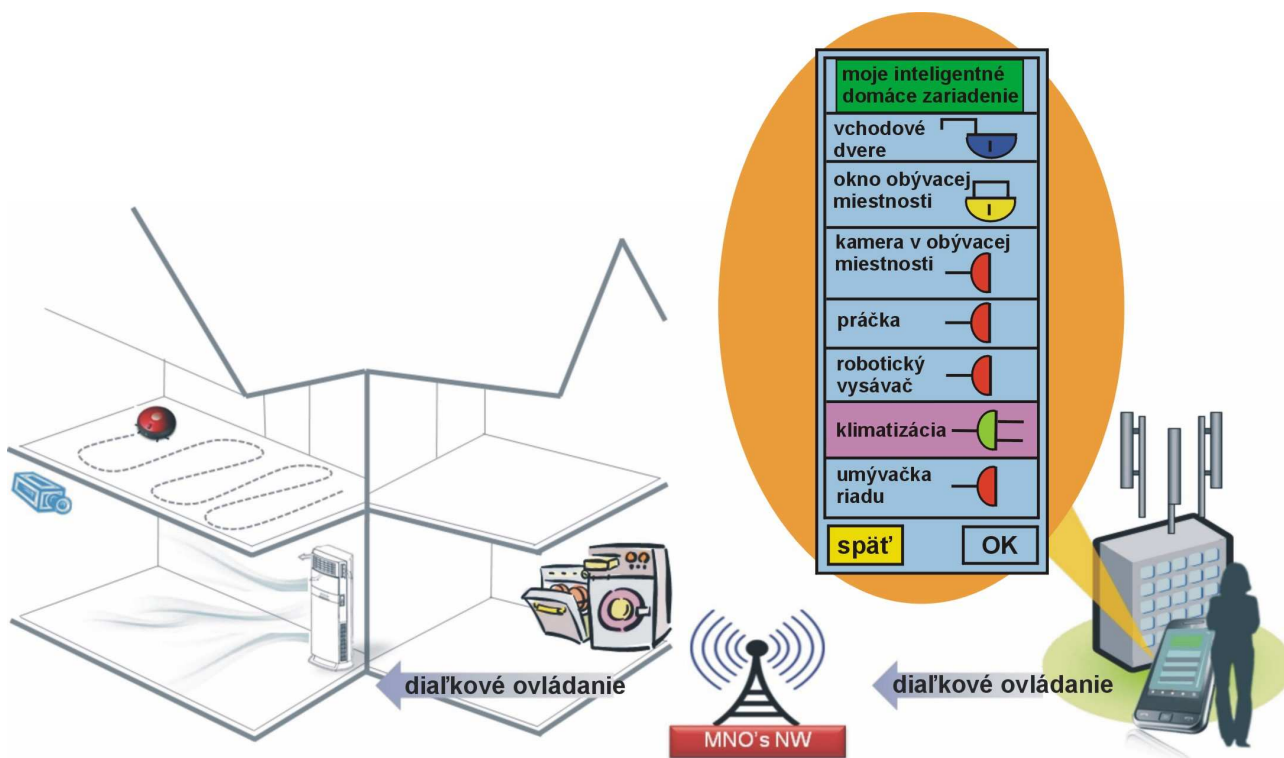 moje inteligentné
domáce zariadenie
vchodové
dvere
okno obývacej
miestnosti
kamera v obývacej
miestnosti
práčka
robotický
vysávač
klimatizácia
umývačka
riadu
späť
OK
diaľkové ovládanie
diaľkové ovládanie
MNO's NW